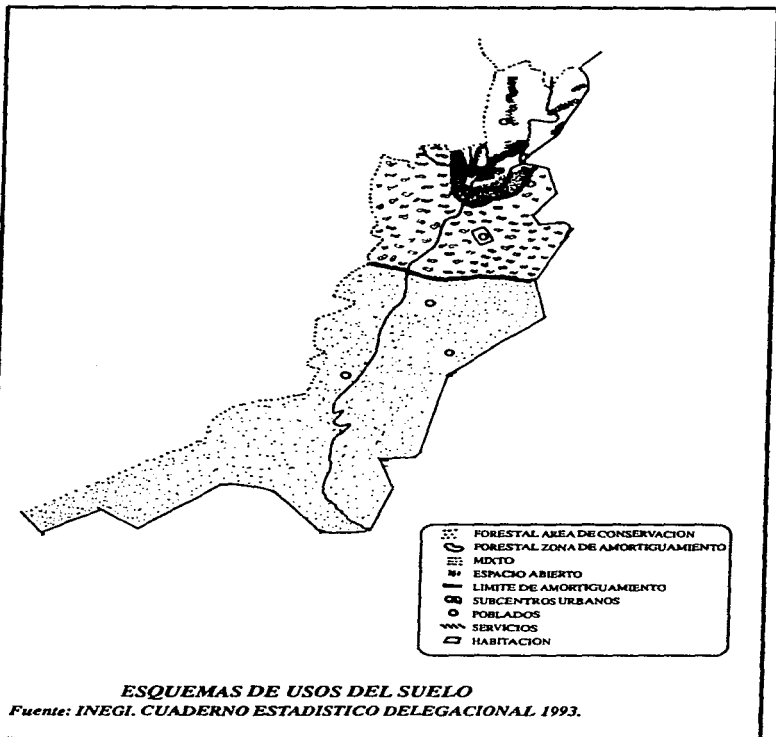 FORESTAL AREA DE CONSERVACION
FORESTAL ZONA DE AMORTIGUAMIENTO
MIXTO
ESPACIO ABIERTO
LIMITE DE AMORTIGUAMIENTO
SUBCENTROS URBANOS
POBLADOS
SERVICIOS
HABITACION
ESQUEMAS DE USOS DEL SUELO
Fuente: INEGI. CUADERNO ESTADISTICO DELEGACIONAL 1993.